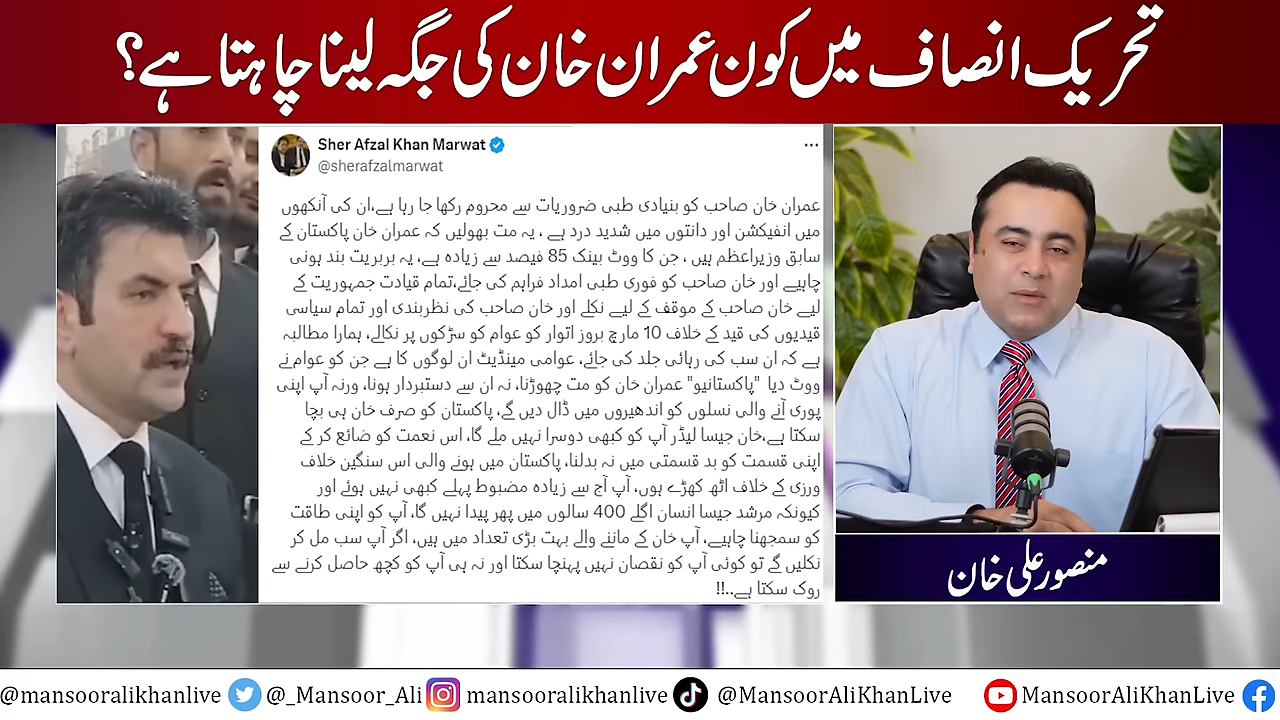 تحریک انصاف میں کون عمران خان کی جگہ لینا چاہتا ہے؟
Sher Afzal Khan Marwat
@sherafzalmarwat
عمران خان صاحب کو بنیادی طبی ضروریات سے محروم رکھا جا رہا ہے،ان کی آنکھوں
میں انفیکشن اور دانتوں میں شدید درد ہے ، یہ مت بھولیں کہ عمران خان پاکستان کے
سابق وزیراعظم ہیں ، جن کا ووٹ بینک 85 فیصد سے زیادہ ہے، یہ بربریت بند ہونی
چاہیے اور خان صاحب کو فوری طبی امداد فراہم کی جائے،تمام قیادت جمہوریت کے
لیے خان صاحب کے موقف کے لیے نکلے اور خان صاحب کی نظربندی اور تمام سیاسی
قیدیوں کی قید کے خلاف 10 مارچ بروز اتوار کو عوام کو سڑکوں پر نکالے، ہمارا مطالبہ
ہے کہ ان سب کی رہائی جلد کی جائے، عوامی مینڈیٹ ان لوگوں کا ہے جن کو عوام نے
ووٹ دیا "پاکستانیو" عمران خان کو مت چھوڑنا، نہ ان سے دستبردار ہونا، ورنہ آپ اپنی
پوری آنے والی نسلوں کو اندھیروں میں ڈال دیں گے، پاکستان کو صرف خان ہی بچا
سکتا ہے،خان جیسا لیڈر آپ کو کبھی دوسرا نہیں ملے گا، اس نعمت کو ضائع کر کے
اپنی قسمت کو بد قسمتی میں نہ بدلنا، پاکستان میں ہونے والی اس سنگین خلاف
ورزی کے خلاف اٹھ کھڑے ہوں، آپ آج سے زیادہ مضبوط پہلے کبھی نہیں ہوئے اور
کیونکہ مرشد جیسا انسان اگلے 400 سالوں میں پھر پیدا نہیں گا، آپ کو اپنی طاقت
کو سمجھنا چاہیے، آپ خان کے ماننے والے بہت بڑی تعداد میں ہیں، اگر آپ سب مل کر
نکلیں گے تو کوئی آپ کو نقصان نہیں پہنچا سکتا اور نہ ہی آپ کو کچھ حاصل کرنے سے
روک سکتا ہے..!!
منصور علی خان
@mansooralikhanlive @_Mansoor_Ali mansooralikhanlive @MansoorAliKhanLive MansoorAliKhanLive